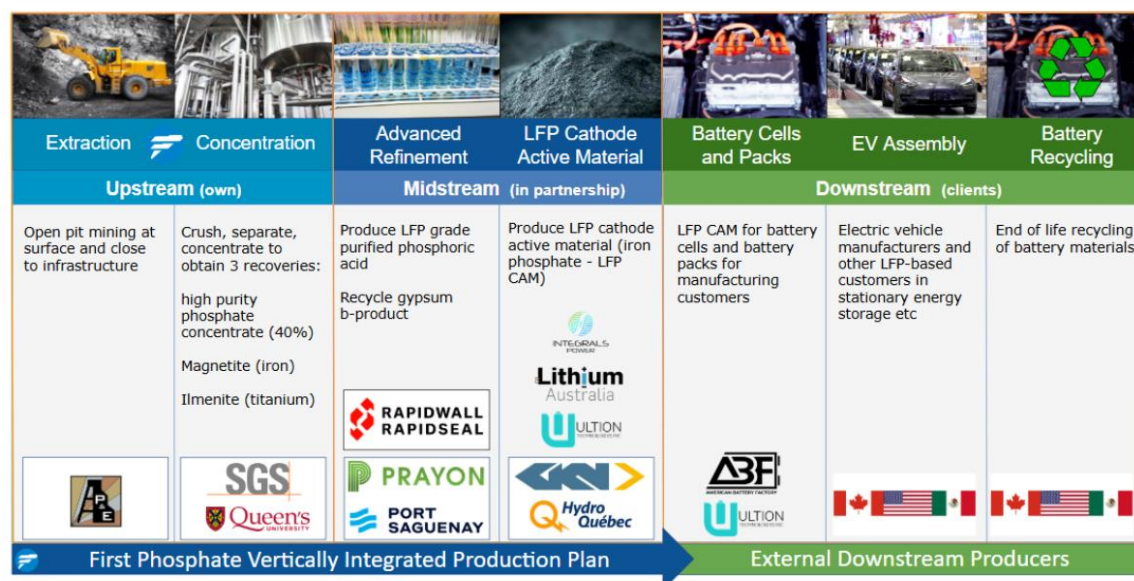 Extraction
Concentration
Advanced
Refinement
LFP Cathode
Active Material
Battery Cells
and Packs
EV Assembly
Battery
Recycling
Upstream (own)
Midstream (in partnership)
Downstream (clients)
Open pit mining at
surface and close
to infrastructure
Crush, separate,
concentrate to
obtain 3 recoveries:
high purity
phosphate
concentrate (40%)
Magnetite (iron)
Ilmenite (titanium)
Produce LFP grade
purified phosphoric
acid
Recycle gypsum
b-product
Produce LFP cathode
active material (iron
phosphate - LFP
CAM)
LFP CAM for battery
cells and battery
packs for
manufacturing
customers
Electric vehicle
manufacturers and
other LFP-based
customers in
stationary energy
storage etc
End of life recycling
of battery materials
INTEGRALS
POWER
Lithium
Australia
ULTION
RAPIDWALL
RAPIDSEAL
APE
SGS
Queen's
UNIVERSITY
PRAYON
PORT
SAGUENAY
GKN
Hydro
Québec
ABF
AMERICAN BATTERY FACTORY
ULTION
First Phosphate Vertically Integrated Production Plan
External Downstream Producers